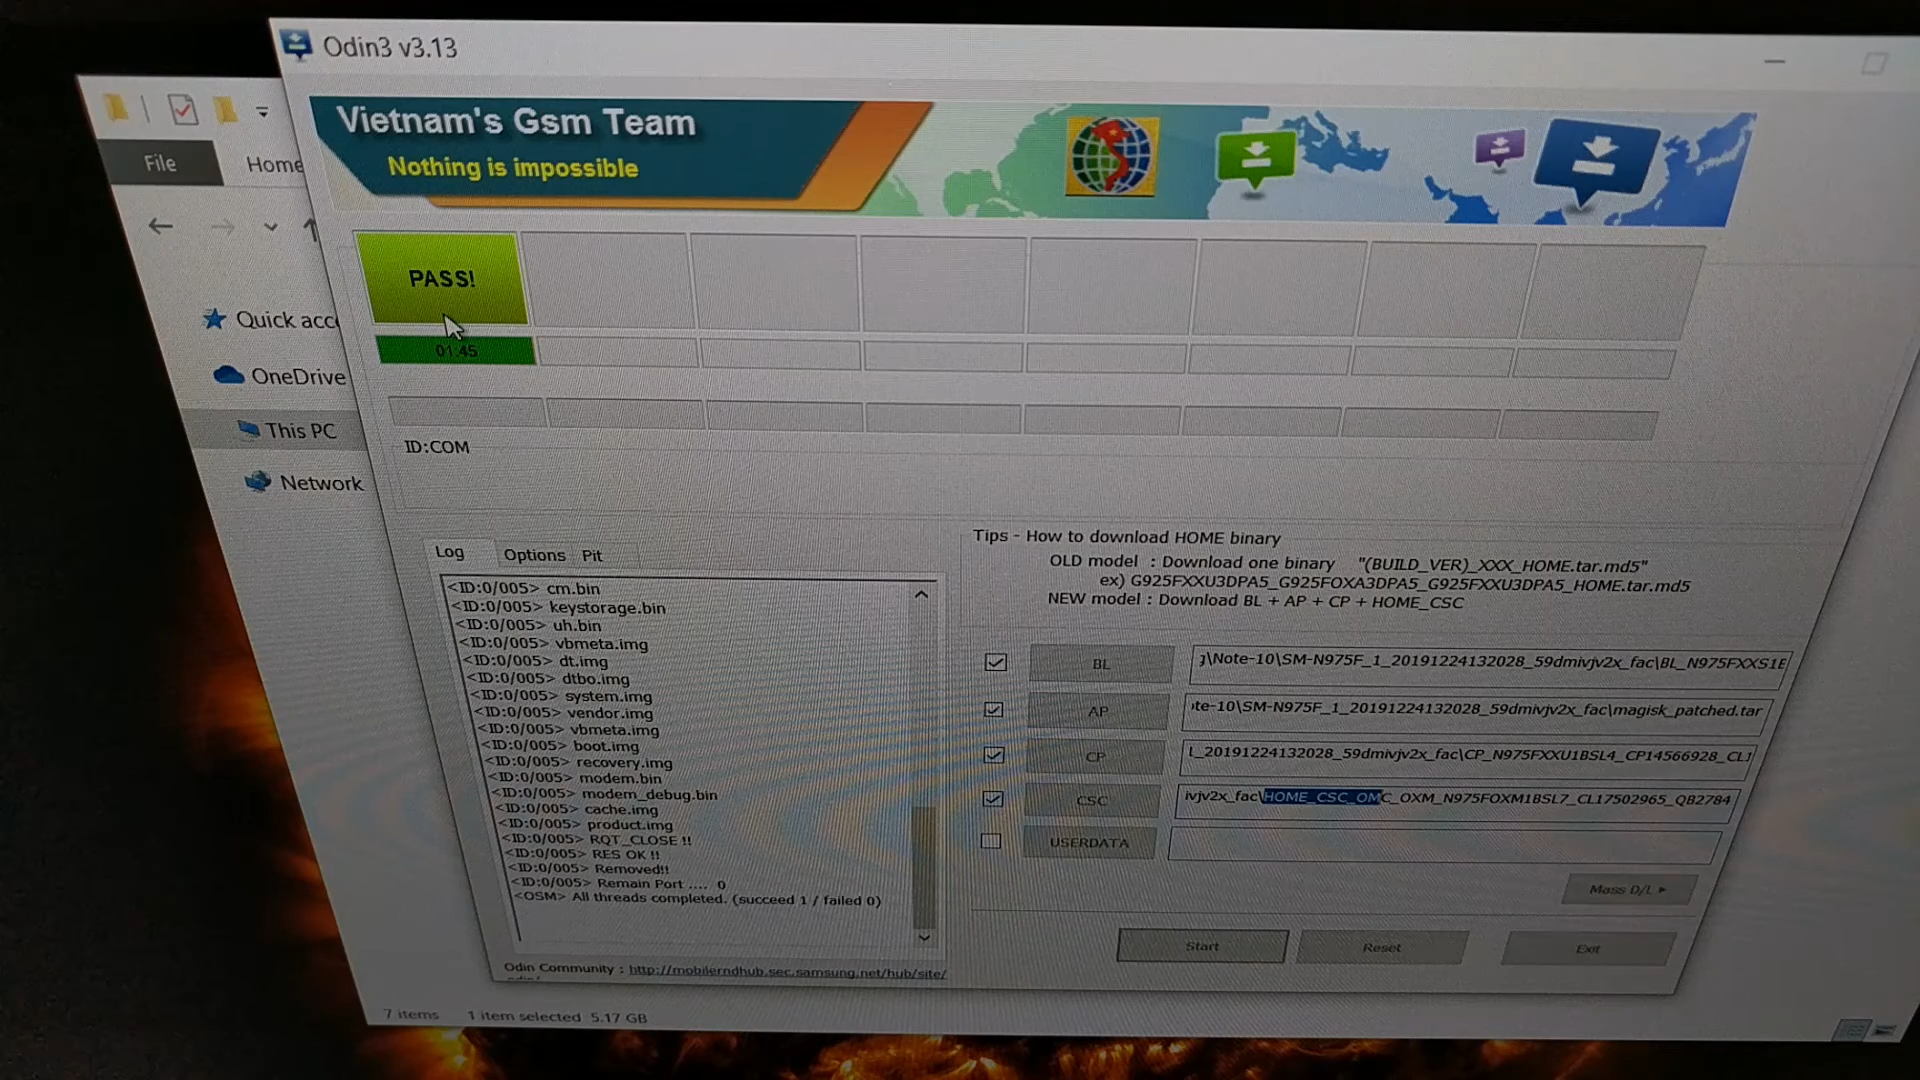 Odin3 v3.13
File
Home
Vietnam's Gsm Team
Nothing is impossible
Quick acc
OneDrive
This PC
Network
PASS!
01:45
ID:COM
Log
Options
Pit
<ID:0/005> cm.bin
<ID:0/005> keystorage.bin
<ID:0/005> uh.bin
<ID:0/005> vbmeta.img
<ID:0/005> dt.img
<ID:0/005> dtbo.img
<ID:0/005> system.img
<ID:0/005> vendor.img
<ID:0/005> vbmeta.img
<ID:0/005> boot.img
<ID:0/005> recovery.img
<ID:0/005> modem.bin
<ID:0/005> modem_debug.bin
<ID:0/005> cache.img
<ID:0/005> product.img
<ID:0/005> RQT_CLOSE !!
<ID:0/005> RES OK !!
<ID:0/005> Removed!!
<ID:0/005> Remain Port .... 0
<OSM> All threads completed. (succeed 1 / failed 0)
Odin Community : http://mobilerndhub.sec.samsung.net/hub/site/
Tips - How to download HOME binary
OLD model : Download one binary "(BUILD_VER)_XXX_HOME.tar.md5"
ex) G925FXXU3DPA5_G925FOXA3DPA5_G925FXXU3DPA5_HOME.tar.md5
NEW model : Download BL + AP + CP + HOME_CSC
BL
\Note-10\SM-N975F_1_20191224132028_59dmivjv2x_fac\BL_N975FXXS1B
AP
te-10\SM-N975F_1_20191224132028_59dmivjv2x_fac\magisk_patched.tar
CP
_20191224132028_59dmivjv2x_fac\CP_N975FXXU1BSL4_CP14566928_CL1
CSC
ivjv2x_fac\HOME_CSC_OMC_OXM_N975FOXM1BSL7_CL17502965_QB2784
USERDATA
Mass D/L
Start
Reset
Exit
7 items
1 item selected 5.17 GB